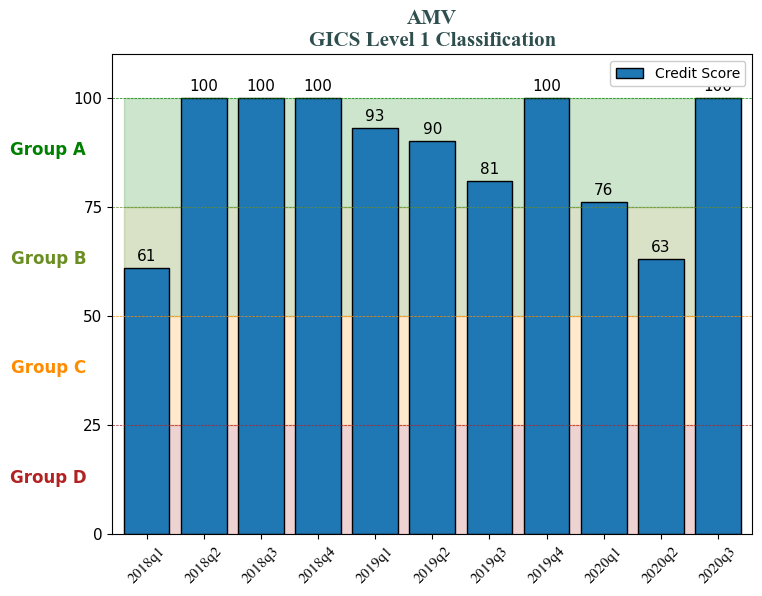 AMV
GICS Level 1 Classification
Credit Score
100
75
50
25
0
Group A
Group B
Group C
Group D
61
100
100
100
93
90
81
100
76
63
100
2018q1
2018q2
2018q3
2018q4
2019q1
2019q2
2019q3
2019q4
2020q1
2020q2
2020q3